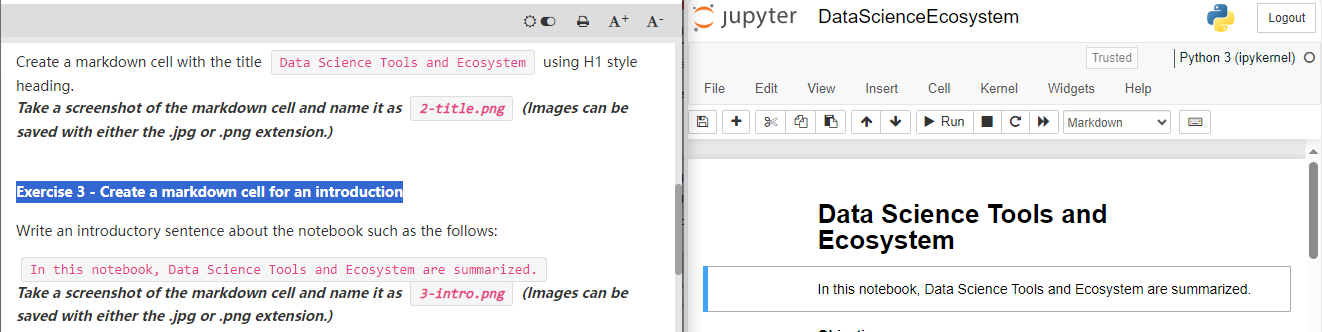 A+ A-
Create a markdown cell with the title Data Science Tools and Ecosystem using H1 style
heading.
Take a screenshot of the markdown cell and name it as 2-title.png (Images can be
saved with either the .jpg or .png extension.)
Exercise 3 - Create a markdown cell for an introduction
Write an introductory sentence about the notebook such as the follows:
In this notebook, Data Science Tools and Ecosystem are summarized.
Take a screenshot of the markdown cell and name it as 3-intro.png (Images can be
saved with either the .jpg or .png extension.)
jupyter DataScienceEcosystem Logout
Trusted Python 3 (ipykernel)
File Edit View Insert Cell Kernel Widgets Help
Run Markdown
Data Science Tools and
Ecosystem
In this notebook, Data Science Tools and Ecosystem are summarized.